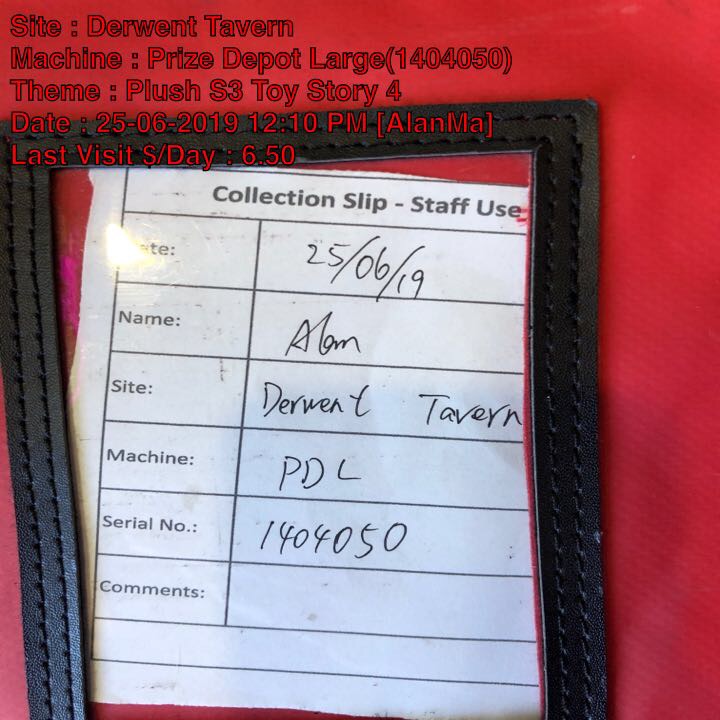 Site : Derwent Tavern
Machine : Prize Depot Large(1404050)
Theme : Plush S3 Toy Story 4
Date : 25-06-2019 12:10 PM [AlanMa]
Last Visit $/Day : 6.50
Collection Slip - Staff Use
ate: 25/06/19
Name: Alan
Site: Derwent Tavern
Machine: PDL
Serial No.: 1404050
Comments: